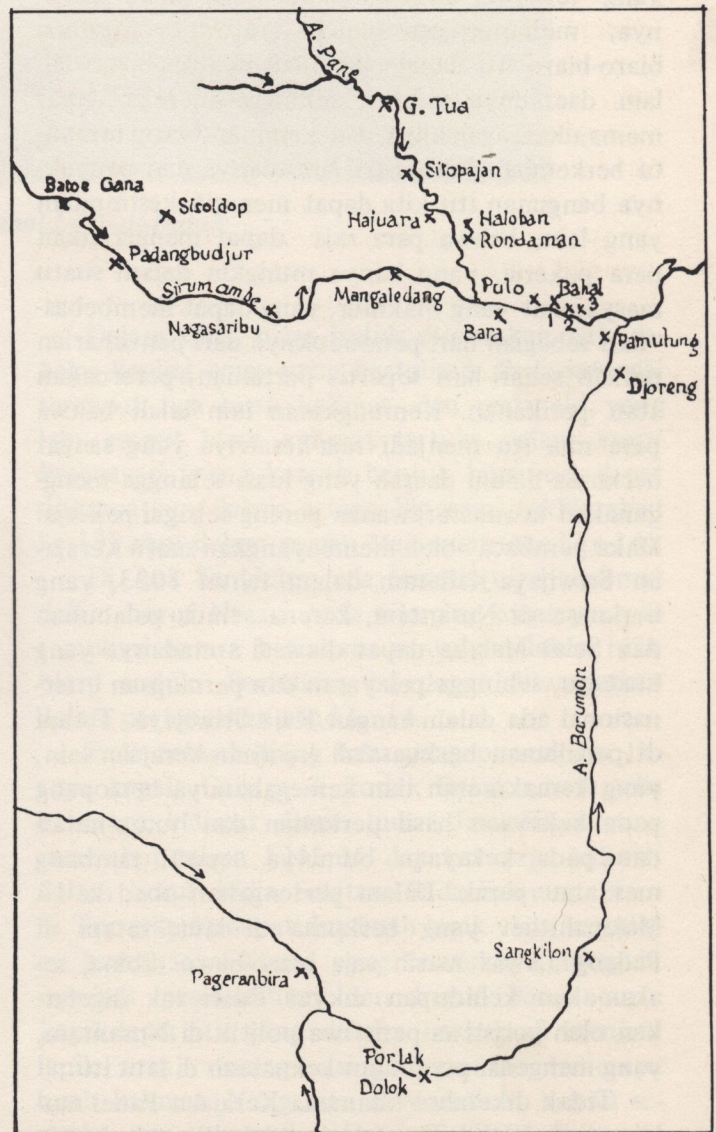 A. Pane
G. Tua
Sitopajan
Batoe Gana
Siroldop
Hajuara
Haloban
Rondaman
Padangbudjur
Sirumambe
Mangaledang
Pulo
Bahal
Nagasaribu
Bara
1
2
3
Pamutung
Djoreng
A. Barumon
Sangkilon
Pageranbira
Porlak
Dolok